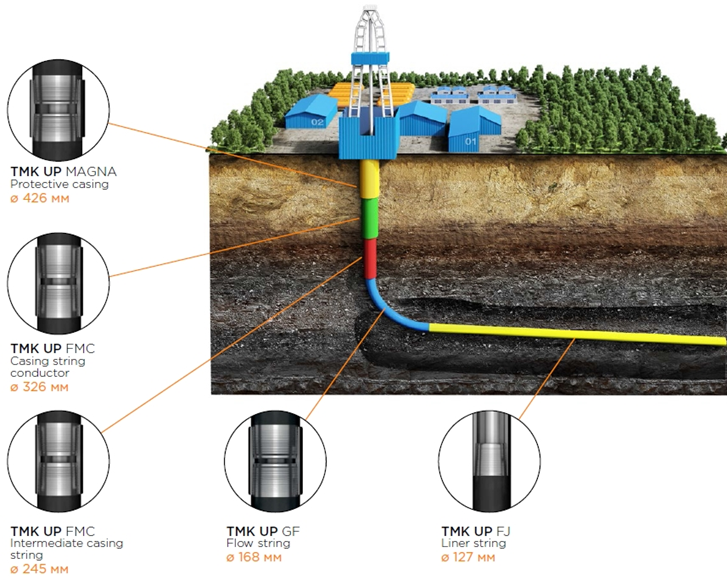 TMK UP MAGNA
Protective casing
ø 426 мм
TMK UP FMC
Casing string
conductor
ø 326 мм
TMK UP FMC
Intermediate casing
string
ø 245 мм
TMK UP GF
Flow string
ø 168 мм
TMK UP FJ
Liner string
ø 127 мм
02
01